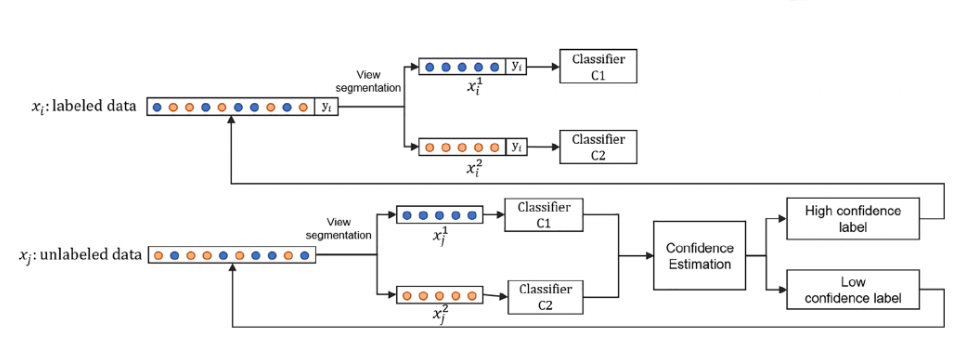 Classifier
C1
y_i
x_i^1
View
segmentation
x_i: labeled data
y_i
Classifier
C2
y_i
x_i^2
Classifier
C1
x_j^1
View
segmentation
High confidence
label
Confidence
Estimation
x_j: unlabeled data
Classifier
C2
x_j^2
Low
confidence label